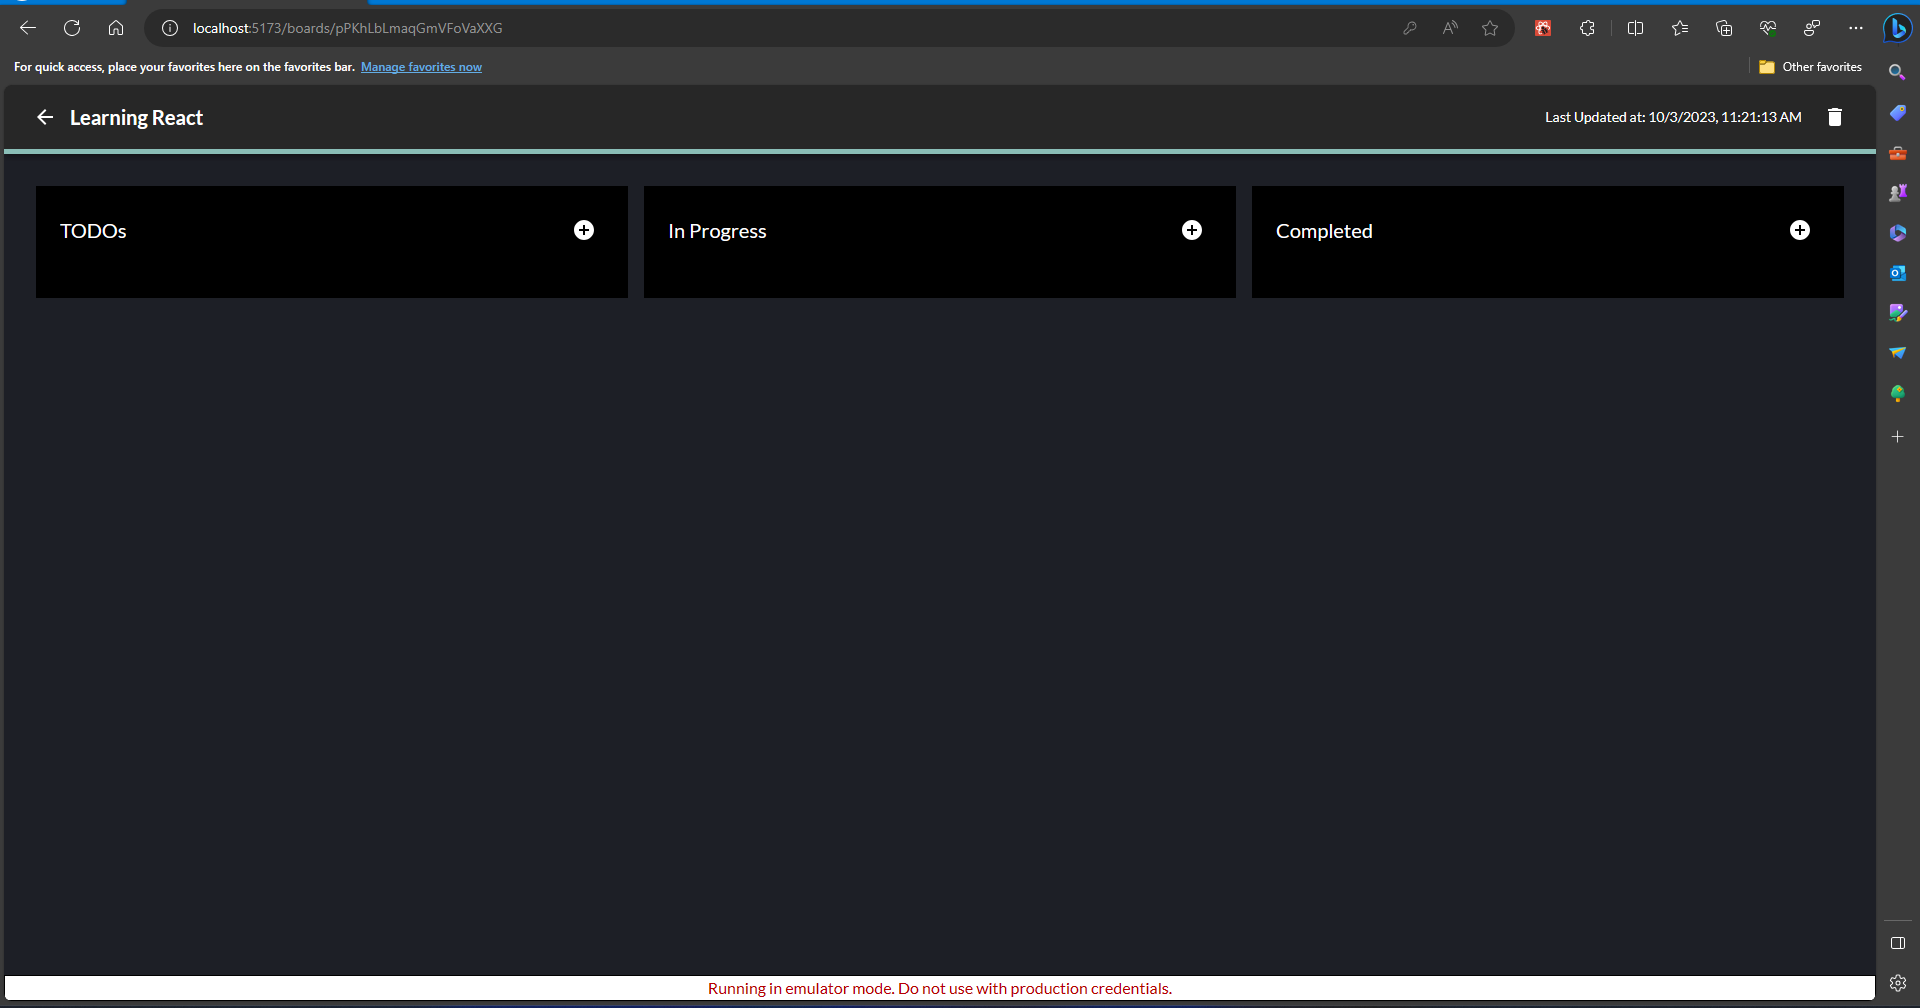 localhost:5173/boards/pPKhLbLmaqGmVFoVaXXG
For quick access, place your favorites here on the favorites bar. Manage favorites now
Other favorites
Learning React
Last Updated at: 10/3/2023, 11:21:13 AM
TODOs
In Progress
Completed
Running in emulator mode. Do not use with production credentials.